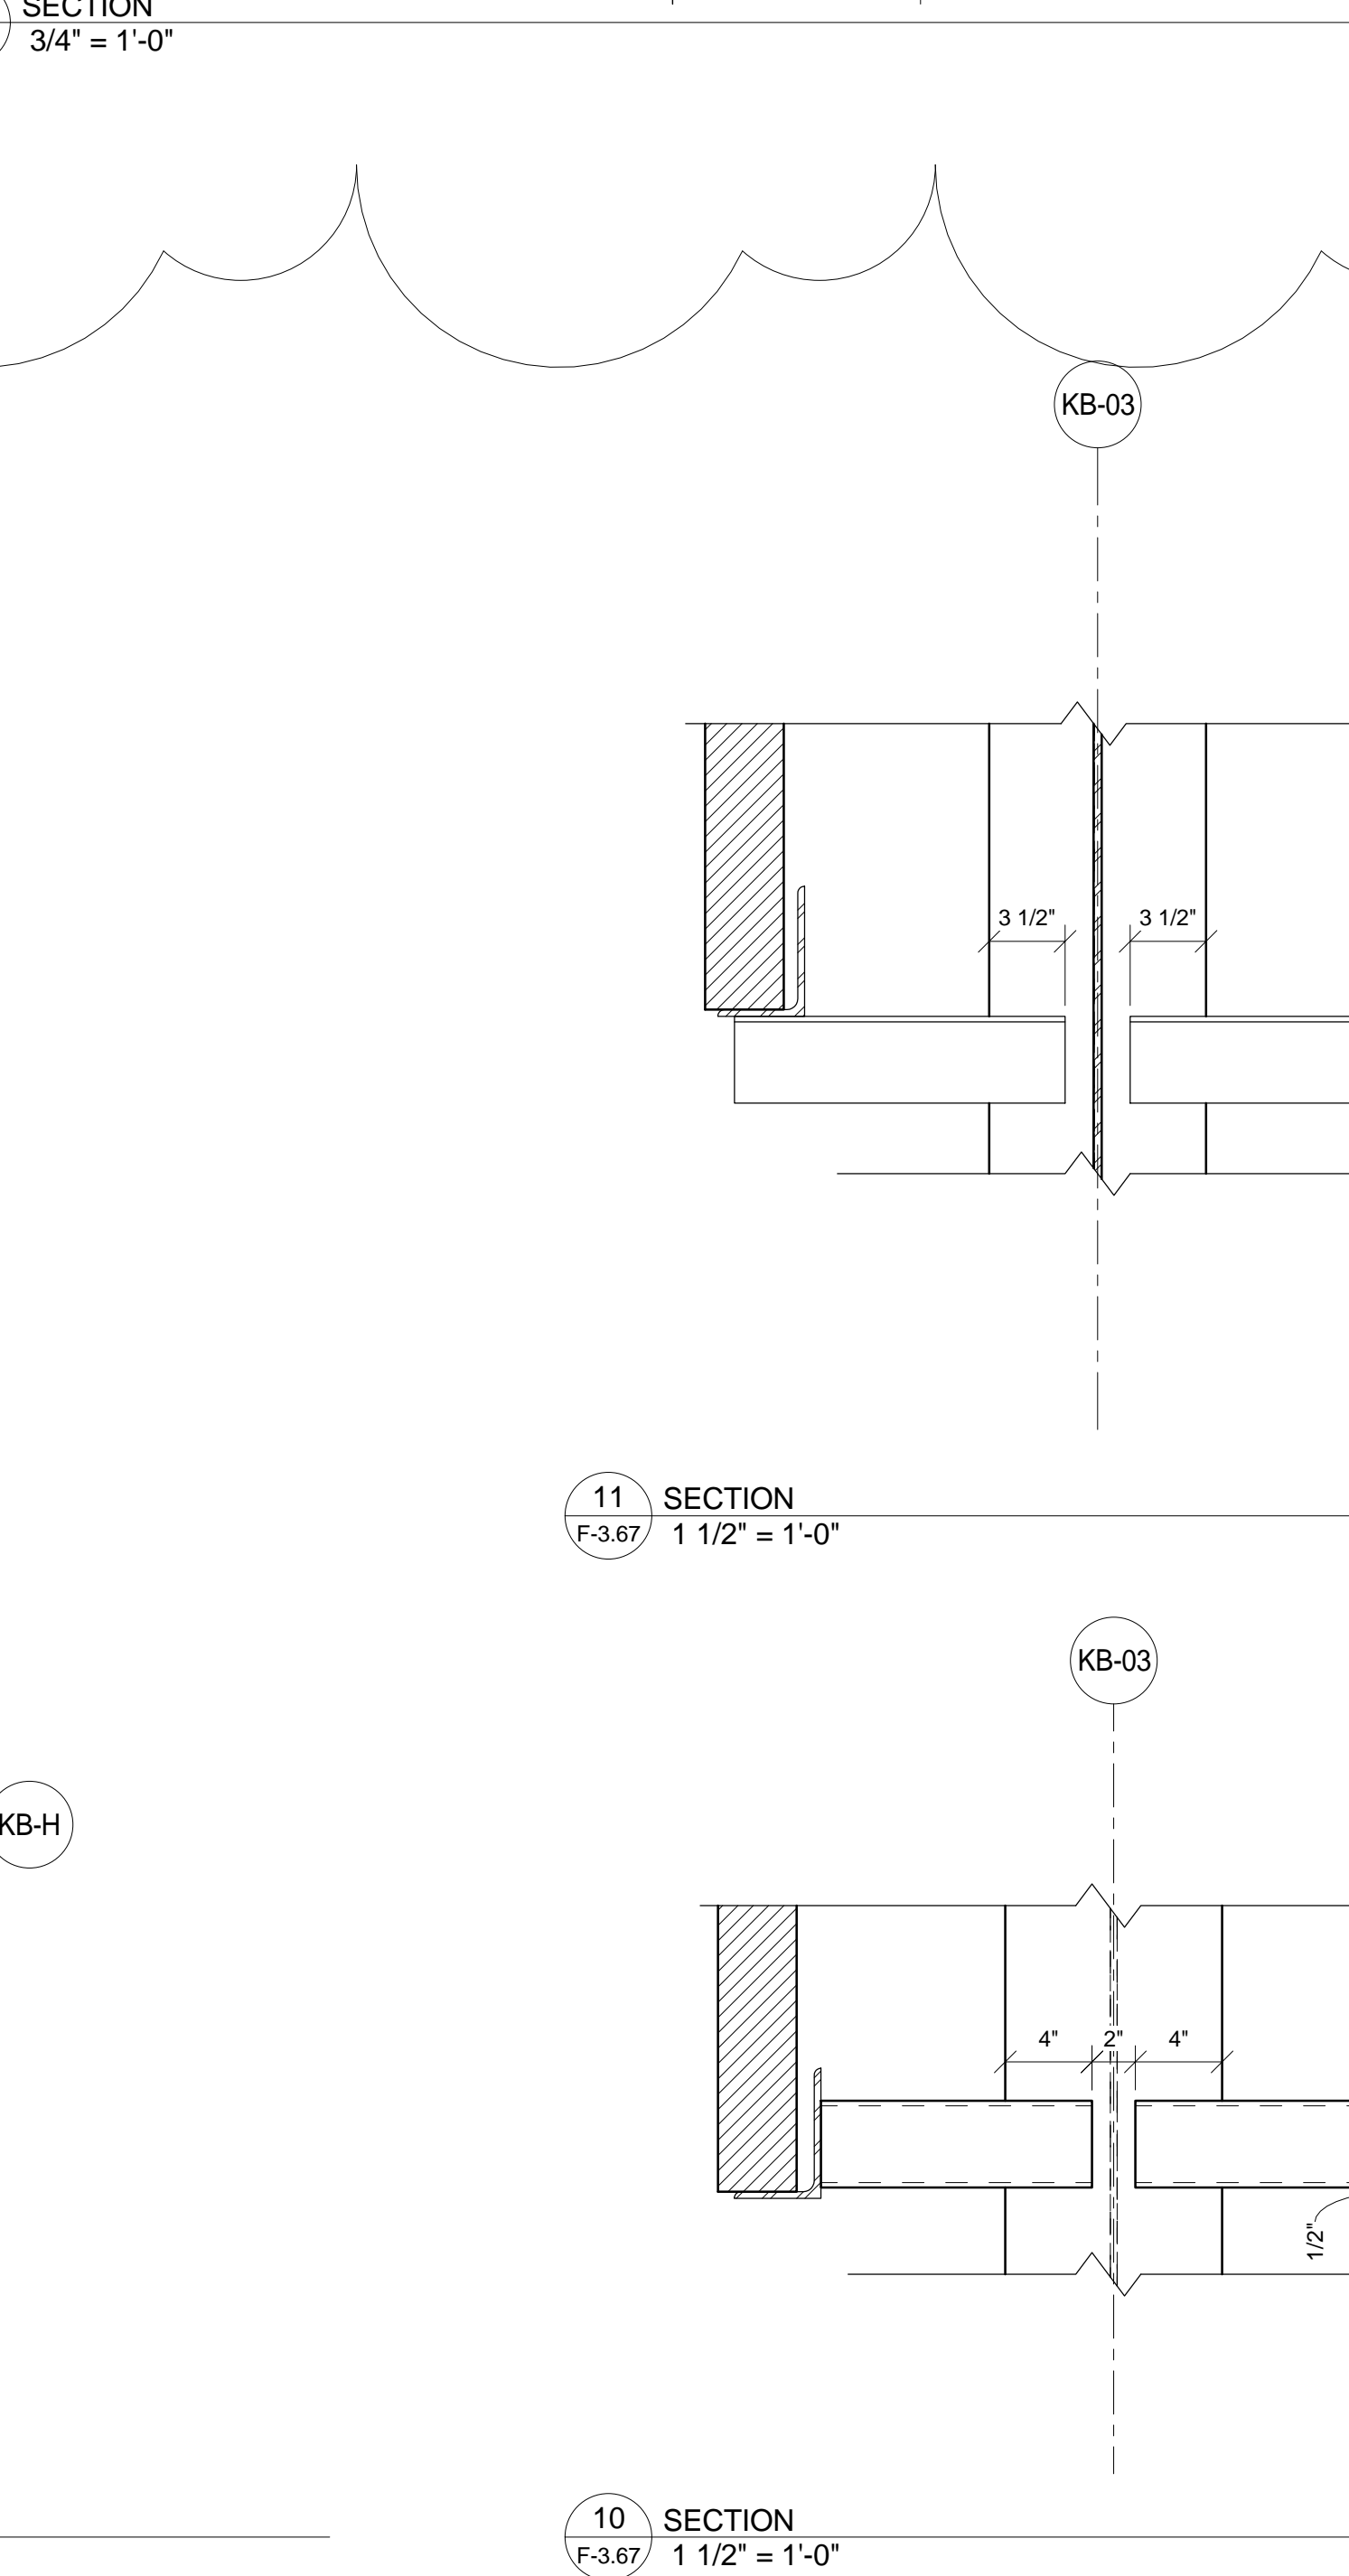 SECTION
3/4" = 1'-0"
KB-03
3 1/2" 3 1/2"
11 SECTION
F-3.67 1 1/2" = 1'-0"
KB-03
KB-H
4" 2" 4"
1/2"
10 SECTION
F-3.67 1 1/2" = 1'-0"